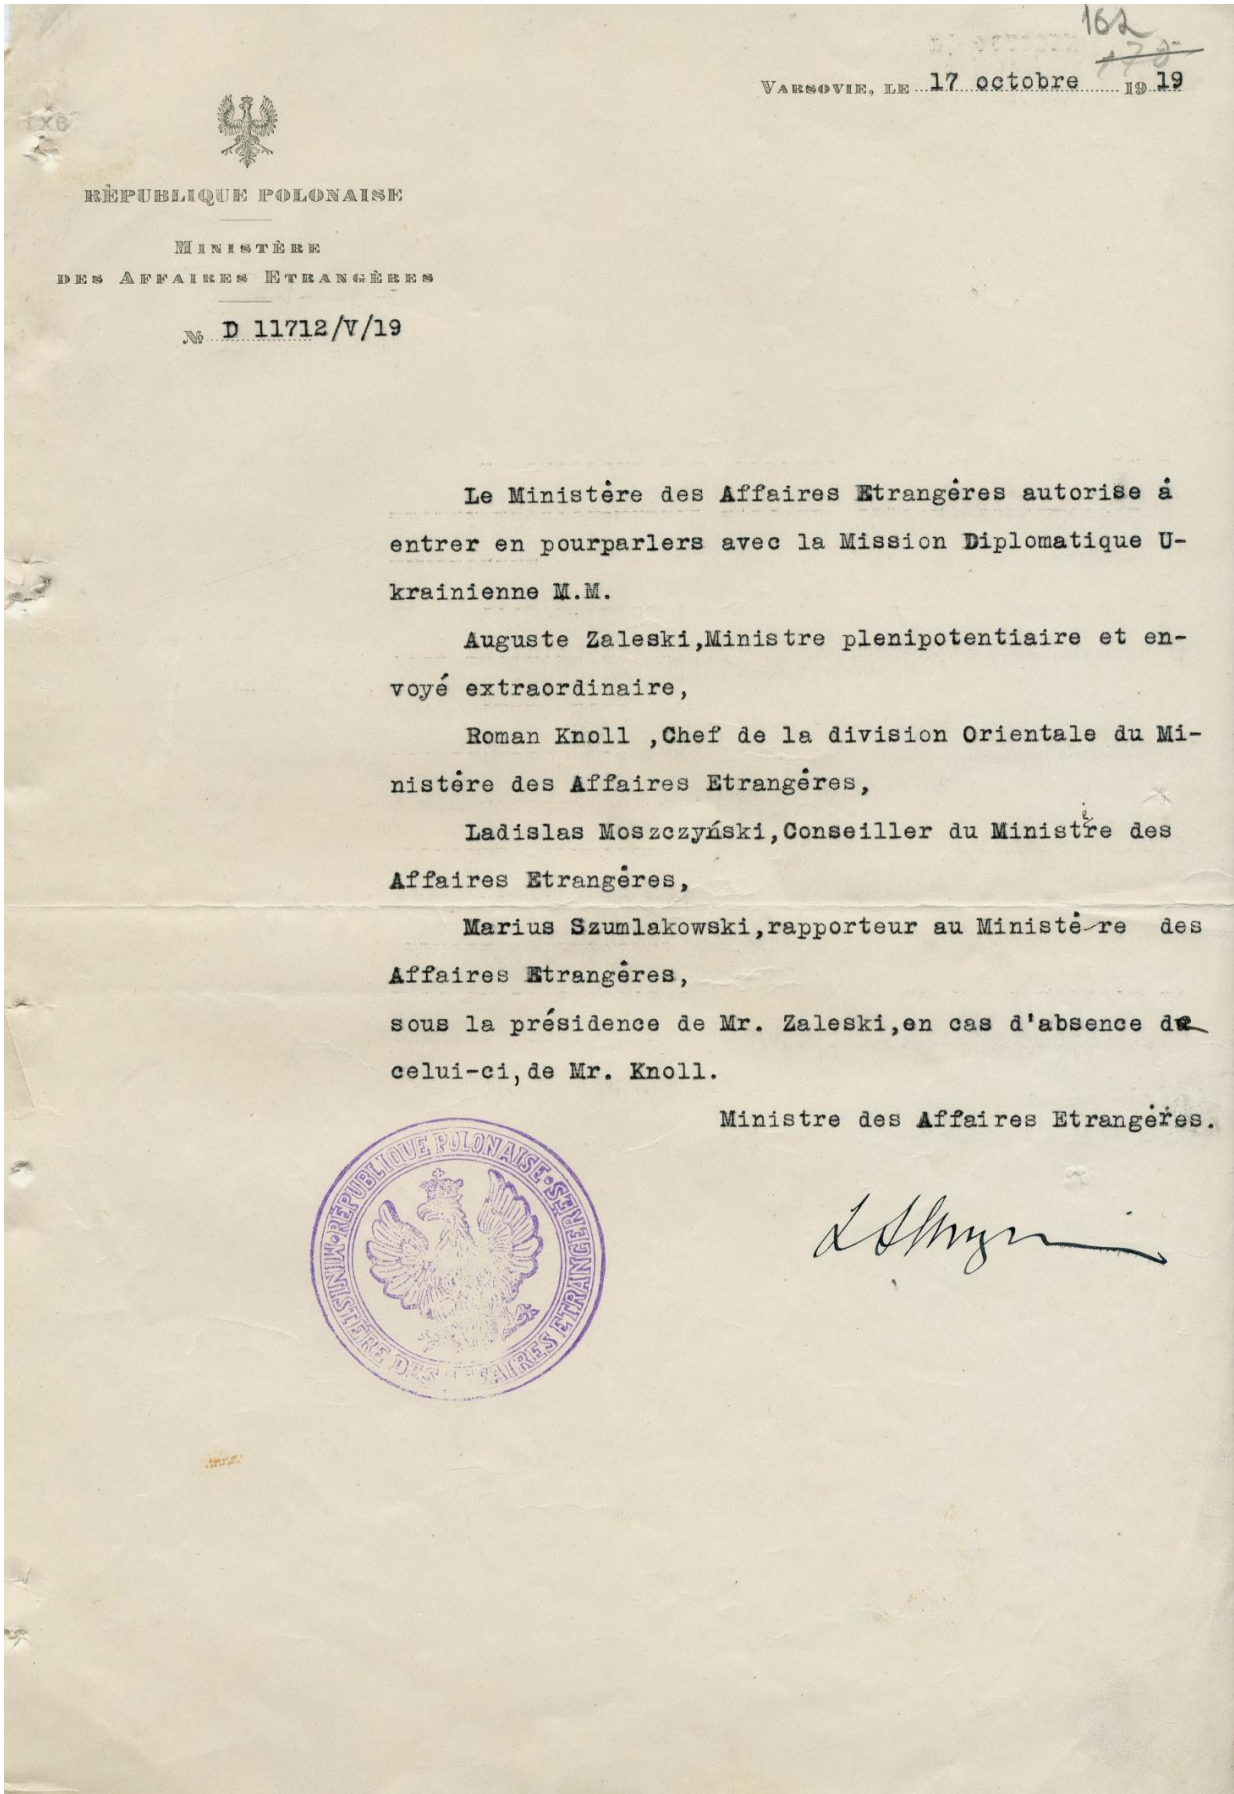 162
VARSOVIE, LE 17 octobre 1919
RÉPUBLIQUE POLONAISE
MINISTÈRE
DES AFFAIRES ETRANGÈRES
№ D 11712/V/19
Le Ministère des Affaires Etrangères autorise à
entrer en pourparlers avec la Mission Diplomatique U-
krainienne M.M.
Auguste Zaleski,Ministre plenipotentiaire et en-
voyé extraordinaire,
Roman Knoll ,Chef de la division Orientale du Mi-
nistère des Affaires Etrangères,
Ladislas Moszczyński,Conseiller du Ministère des
Affaires Etrangères,
Marius Szumlakowski,rapporteur au Ministère des
Affaires Etrangères,
sous la présidence de Mr. Zaleski,en cas d'absence de
celui-ci,de Mr. Knoll.
Ministre des Affaires Etrangères.
MINISTÈRE DES AFFAIRES ETRANGERES • RÉPUBLIQUE POLONAISE •